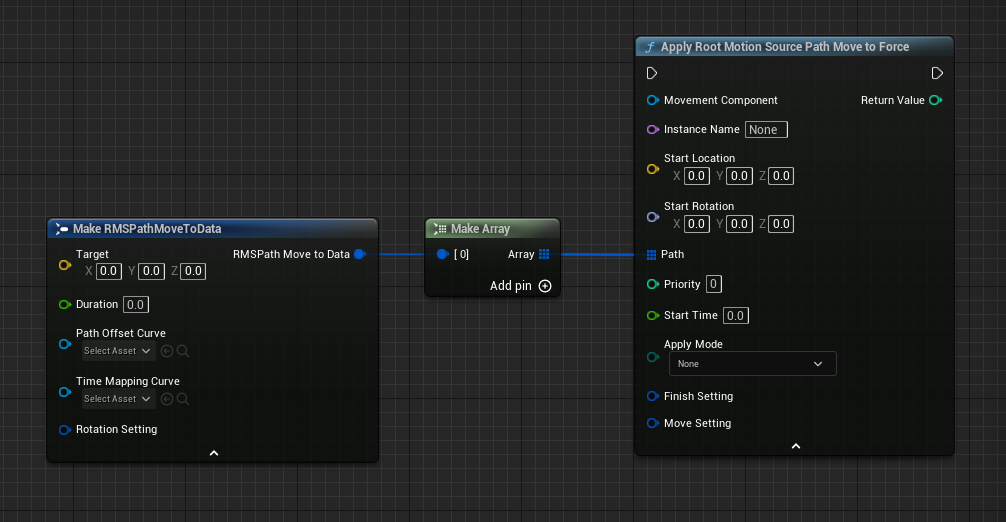 Apply Root Motion Source Path Move to Force
Movement Component
Return Value
Instance Name None
Start Location
X 0.0 Y 0.0 Z 0.0
Start Rotation
X 0.0 Y 0.0 Z 0.0
Path
Priority 0
Start Time 0.0
Apply Mode
None
Finish Setting
Move Setting
Make RMSPathMoveToData
Target
X 0.0 Y 0.0 Z 0.0
RMSPath Move to Data
Duration 0.0
Path Offset Curve
Select Asset
Time Mapping Curve
Select Asset
Rotation Setting
Make Array
[ 0] Array
Add pin